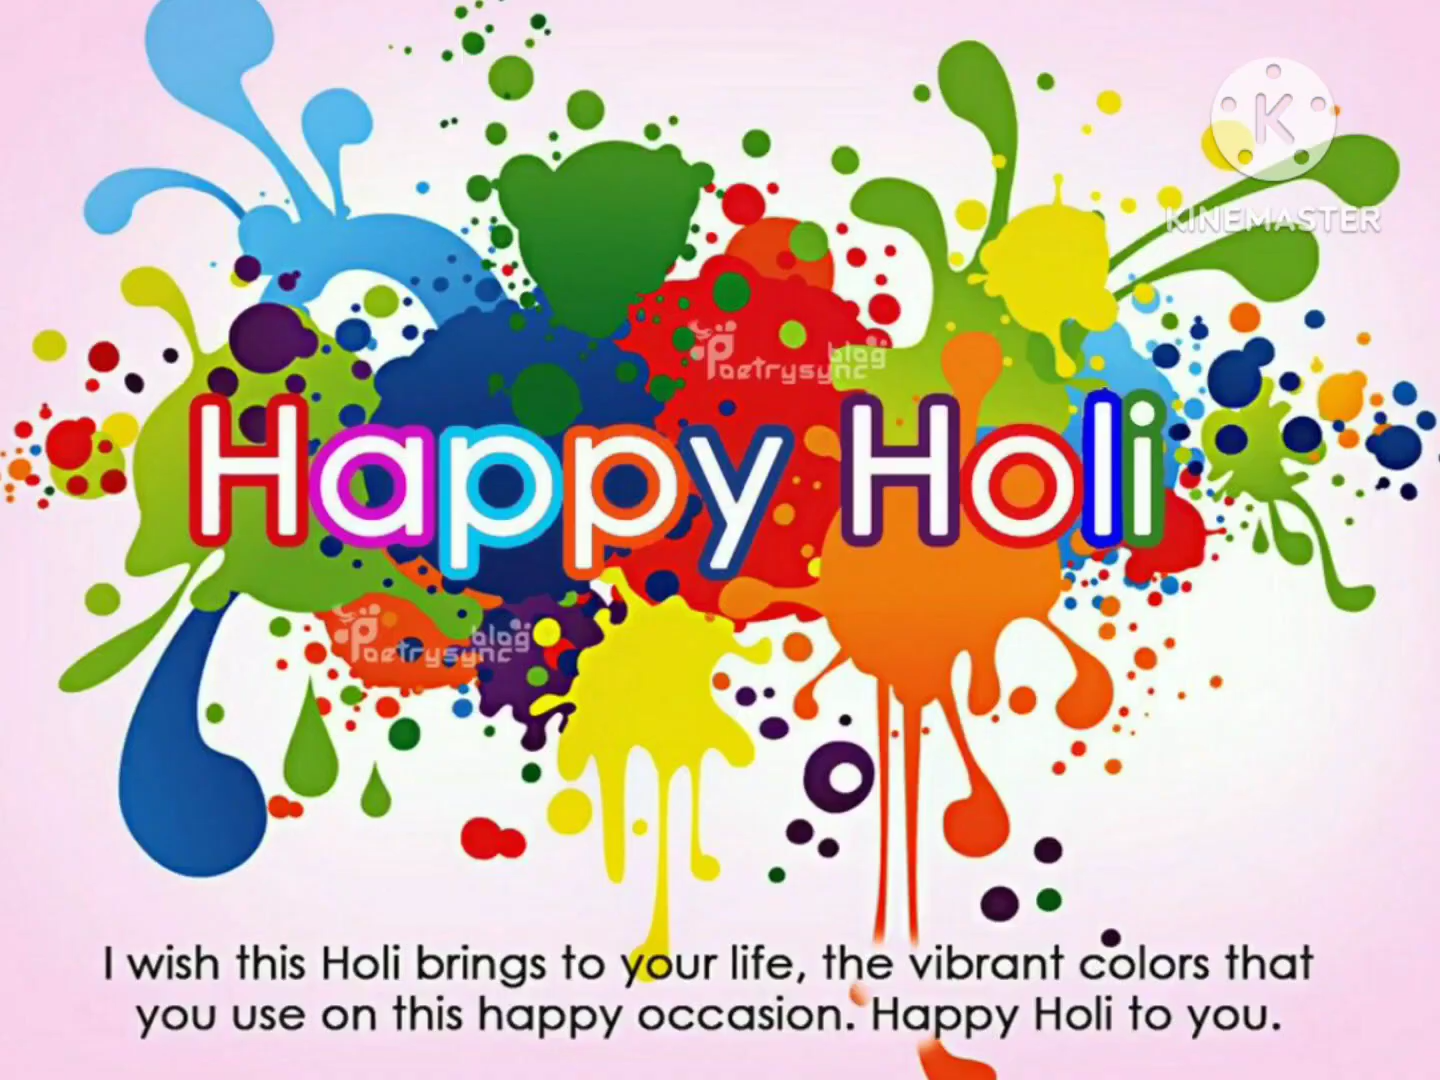 K
KINEMASTER
Poetrysync blog
Happy Holi
Poetrysync blog
I wish this Holi brings to your life, the vibrant colors that
you use on this happy occasion. Happy Holi to you.